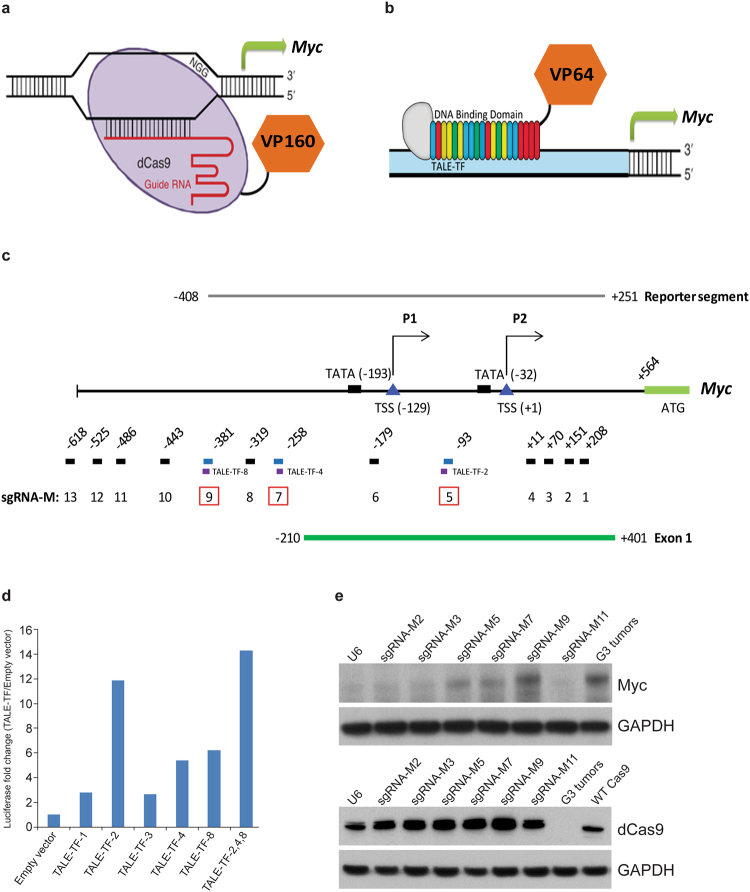 a
Myc
NGG
3'
5'
dCas9
Guide RNA
VP160
b
VP64
DNA Binding Domain
Myc
TALE-TF
3'
5'
c
-408 +251 Reporter segment
P1 P2
TATA (-193) TATA (-32) +564
Myc
TSS (-129) TSS (+1) ATG
-618 -525 -486 -443 -381 -319 -258 -179 -93 +11 +70 +151 +208
TALE-TF-8 TALE-TF-4 TALE-TF-2
sgRNA-M: 13 12 11 10 9 8 7 6 5 4 3 2 1
-210 +401 Exon 1
d
Luciferase fold change (TALE-TF/Empty vector)
16
14
12
10
8
6
4
2
0
Empty vector TALE-TF-1 TALE-TF-2 TALE-TF-3 TALE-TF-4 TALE-TF-8 TALE-TF-2.4.8
e
U6 sgRNA-M2 sgRNA-M3 sgRNA-M5 sgRNA-M7 sgRNA-M9 sgRNA-M11 G3 tumors
Myc
GAPDH
U6 sgRNA-M2 sgRNA-M3 sgRNA-M5 sgRNA-M7 sgRNA-M9 sgRNA-M11 G3 tumors WT Cas9
dCas9
GAPDH